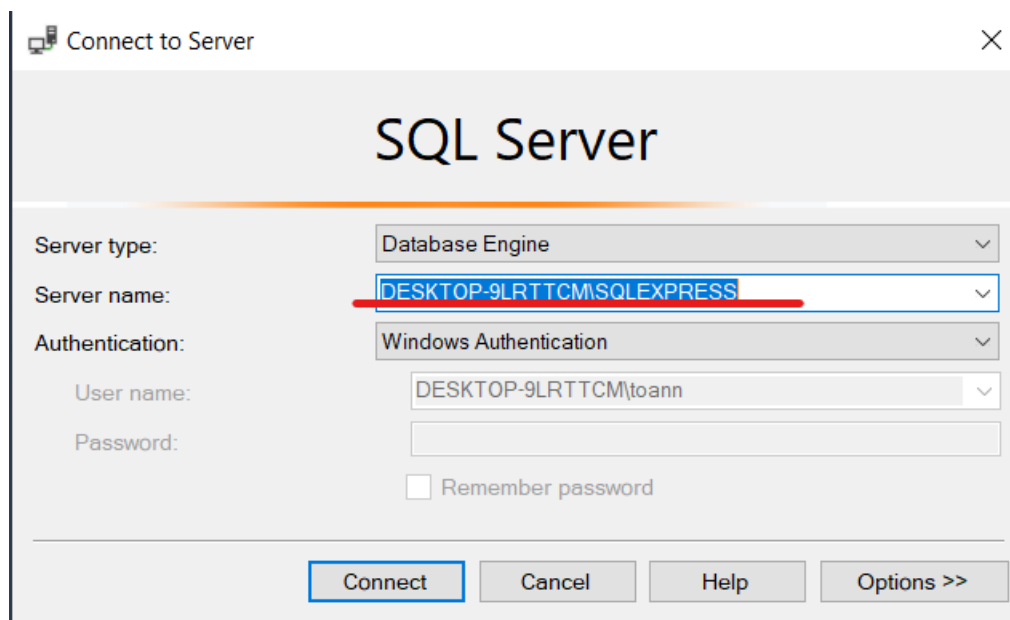 Connect to Server
SQL Server
Server type: Database Engine
Server name: DESKTOP-9LRTTCM\SQLEXPRESS
Authentication: Windows Authentication
User name: DESKTOP-9LRTTCM\toann
Password:
Remember password
Connect Cancel Help Options >>